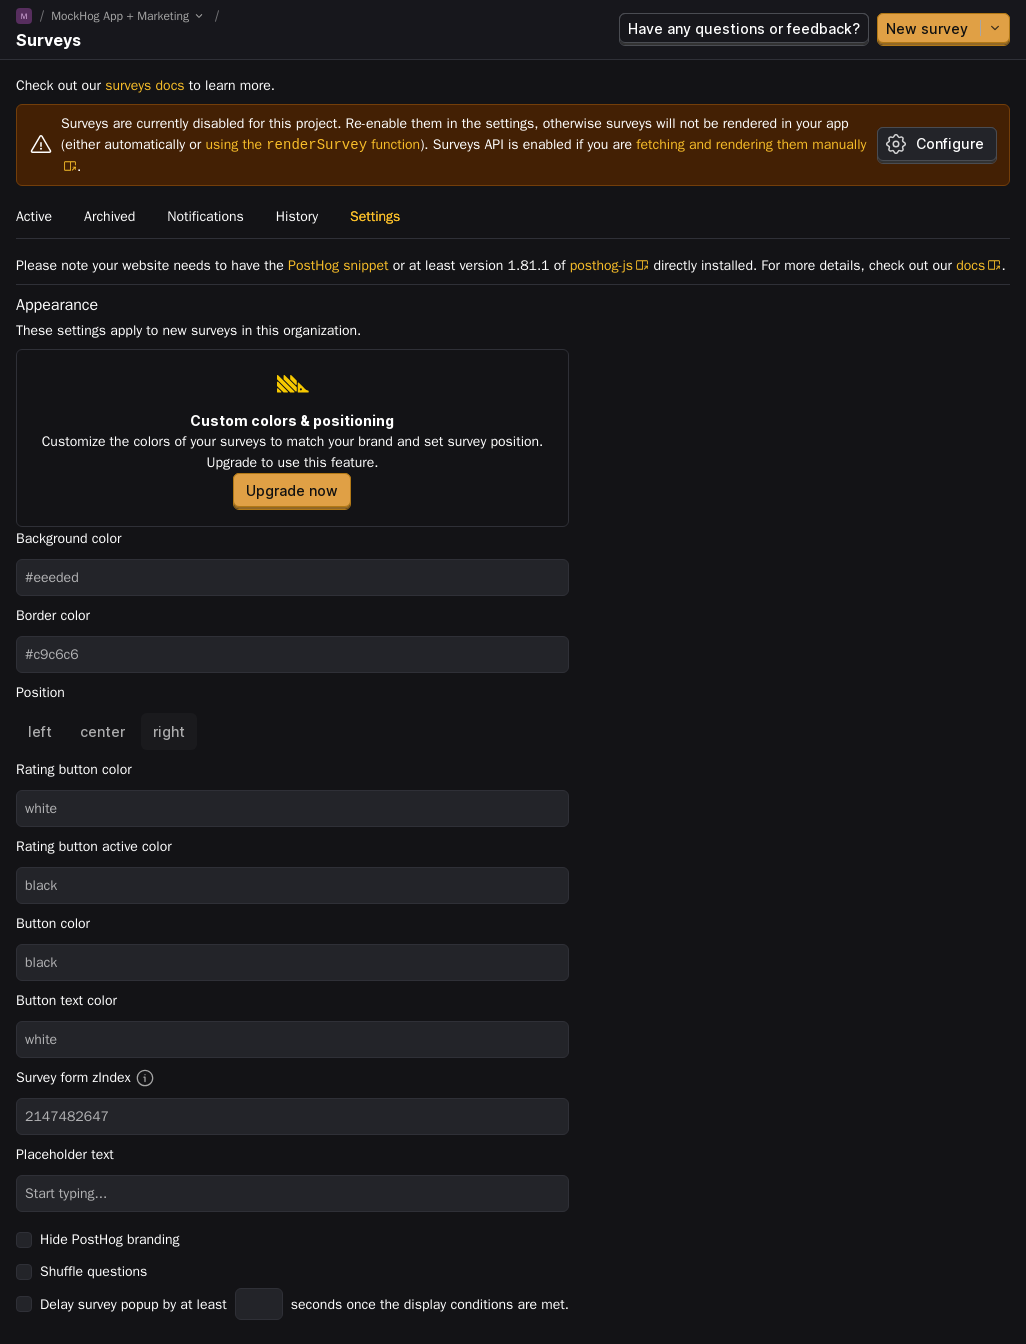 M / MockHog App + Marketing /
Surveys
Have any questions or feedback?
New survey
Check out our surveys docs to learn more.
Surveys are currently disabled for this project. Re-enable them in the settings, otherwise surveys will not be rendered in your app
(either automatically or using the renderSurvey function). Surveys API is enabled if you are fetching and rendering them manually
.
Configure
Active Archived Notifications History Settings
Please note your website needs to have the PostHog snippet or at least version 1.81.1 of posthog-js directly installed. For more details, check out our docs.
Appearance
These settings apply to new surveys in this organization.
Custom colors & positioning
Customize the colors of your surveys to match your brand and set survey position.
Upgrade to use this feature.
Upgrade now
Background color
#eeeded
Border color
#c9c6c6
Position
left center right
Rating button color
white
Rating button active color
black
Button color
black
Button text color
white
Survey form zIndex
2147482647
Placeholder text
Start typing...
Hide PostHog branding
Shuffle questions
Delay survey popup by at least seconds once the display conditions are met.